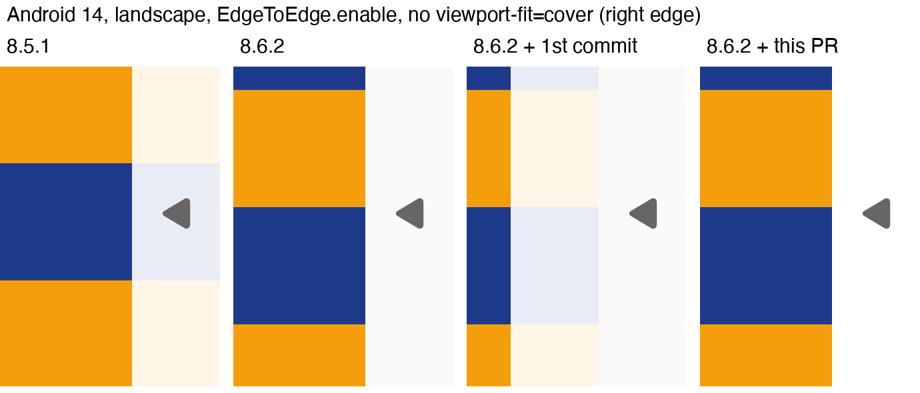 Android 14, landscape, EdgeToEdge.enable, no viewport-fit=cover (right edge)
8.5.1 8.6.2 8.6.2 + 1st commit 8.6.2 + this PR